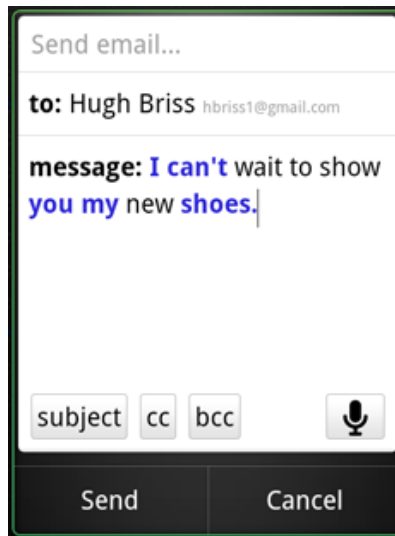 Send email...
to: Hugh Briss hbriss1@gmail.com
message: I can't wait to show
you my new shoes.
subject cc bcc
Send Cancel